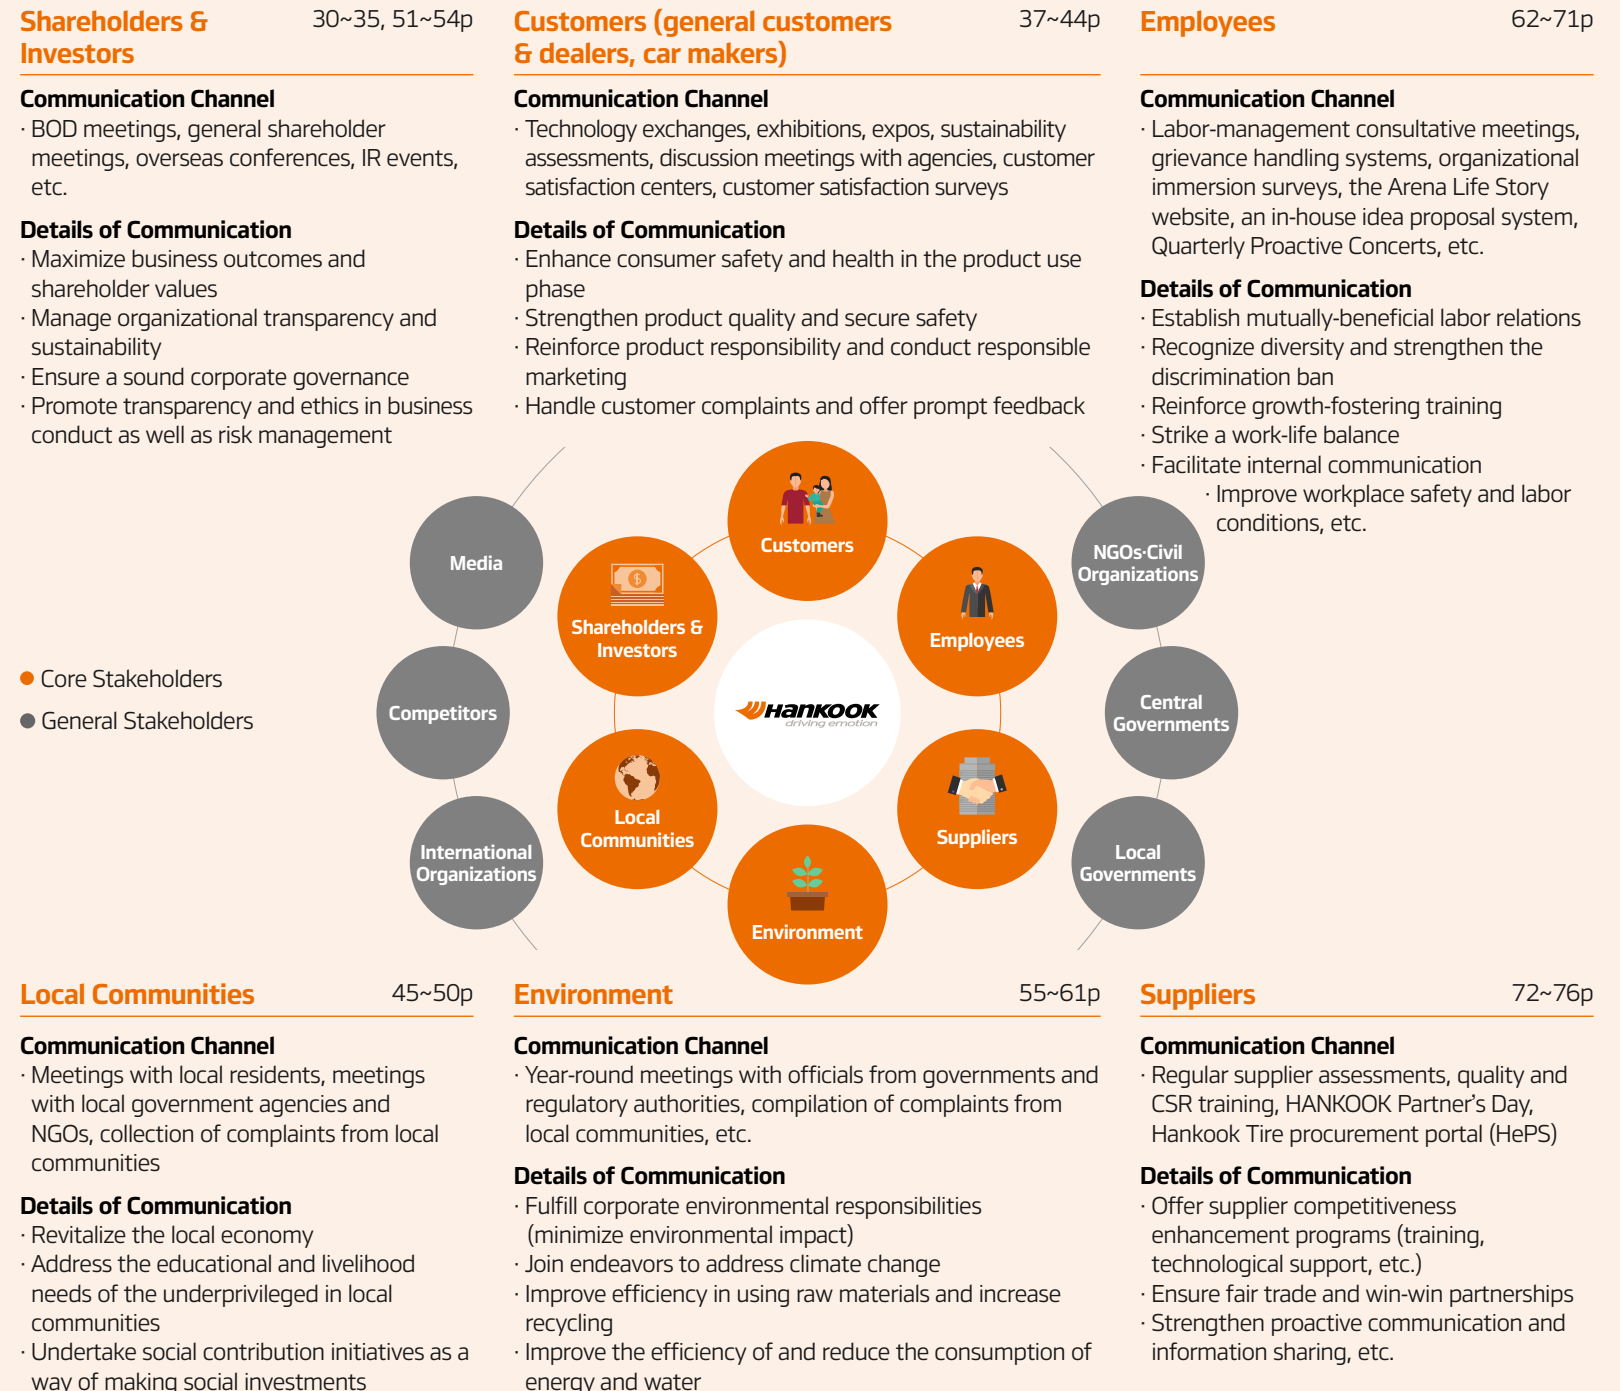 Shareholders &
Investors
30~35, 51~54p
Communication Channel
· BOD meetings, general shareholder
meetings, overseas conferences, IR events,
etc.
Details of Communication
· Maximize business outcomes and
shareholder values
· Manage organizational transparency and
sustainability
· Ensure a sound corporate governance
· Promote transparency and ethics in business
conduct as well as risk management
Customers (general customers
& dealers, car makers)
37~44p
Communication Channel
· Technology exchanges, exhibitions, expos, sustainability
assessments, discussion meetings with agencies, customer
satisfaction centers, customer satisfaction surveys
Details of Communication
· Enhance consumer safety and health in the product use
phase
· Strengthen product quality and secure safety
· Reinforce product responsibility and conduct responsible
marketing
· Handle customer complaints and offer prompt feedback
Employees
62~71p
Communication Channel
· Labor-management consultative meetings,
grievance handling systems, organizational
immersion surveys, the Arena Life Story
website, an in-house idea proposal system,
Quarterly Proactive Concerts, etc.
Details of Communication
· Establish mutually-beneficial labor relations
· Recognize diversity and strengthen the
discrimination ban
· Reinforce growth-fostering training
· Strike a work-life balance
· Facilitate internal communication
· Improve workplace safety and labor
conditions, etc.
Core Stakeholders
General Stakeholders
Media
Competitors
International
Organizations
Shareholders &
Investors
Local
Communities
Customers
HANKOOK
driving emotion
Environment
Employees
Suppliers
NGOs·Civil
Organizations
Central
Governments
Local
Governments
Local Communities
45~50p
Communication Channel
· Meetings with local residents, meetings
with local government agencies and
NGOs, collection of complaints from local
communities
Details of Communication
· Revitalize the local economy
· Address the educational and livelihood
needs of the underprivileged in local
communities
· Undertake social contribution initiatives as a
way of making social investments
Environment
55~61p
Communication Channel
· Year-round meetings with officials from governments and
regulatory authorities, compilation of complaints from
local communities, etc.
Details of Communication
· Fulfill corporate environmental responsibilities
(minimize environmental impact)
· Join endeavors to address climate change
· Improve efficiency in using raw materials and increase
recycling
· Improve the efficiency of and reduce the consumption of
energy and water
Suppliers
72~76p
Communication Channel
· Regular supplier assessments, quality and
CSR training, HANKOOK Partner’s Day,
Hankook Tire procurement portal (HePS)
Details of Communication
· Offer supplier competitiveness
enhancement programs (training,
technological support, etc.)
· Ensure fair trade and win-win partnerships
· Strengthen proactive communication and
information sharing, etc.